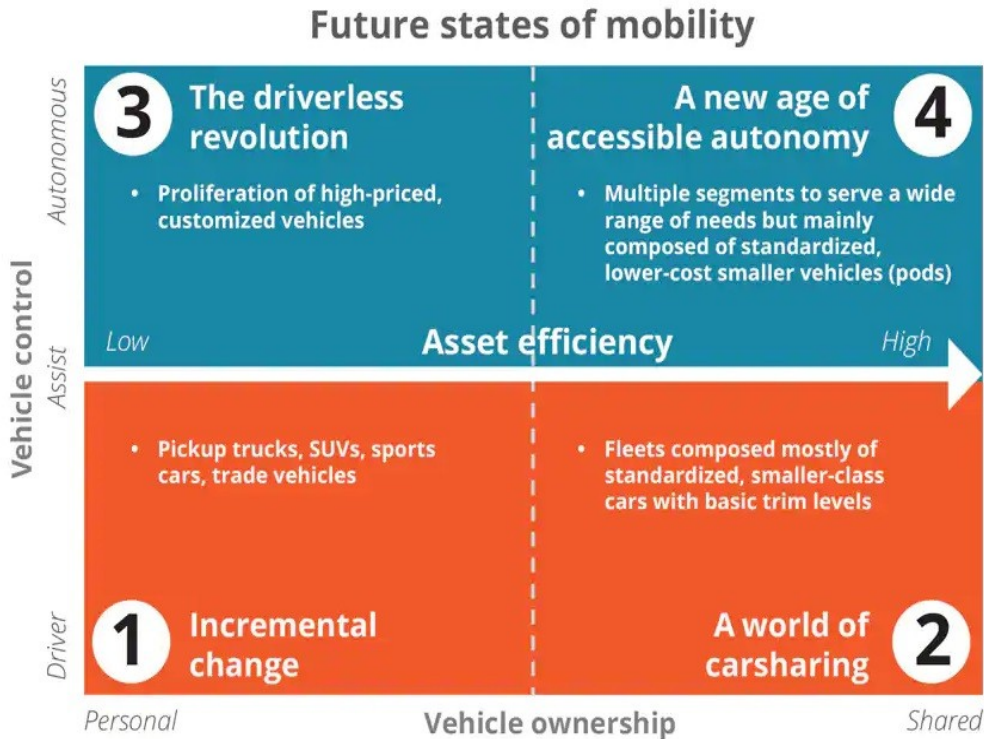 Future states of mobility
Vehicle control
Autonomous
Assist
Driver
3
The driverless
revolution
• Proliferation of high-priced,
customized vehicles
A new age of
accessible autonomy
4
• Multiple segments to serve a wide
range of needs but mainly
composed of standardized,
lower-cost smaller vehicles (pods)
Low
Asset efficiency
High
• Pickup trucks, SUVs, sports
cars, trade vehicles
1
Incremental
change
• Fleets composed mostly of
standardized, smaller-class
cars with basic trim levels
A world of
carsharing
2
Personal
Vehicle ownership
Shared